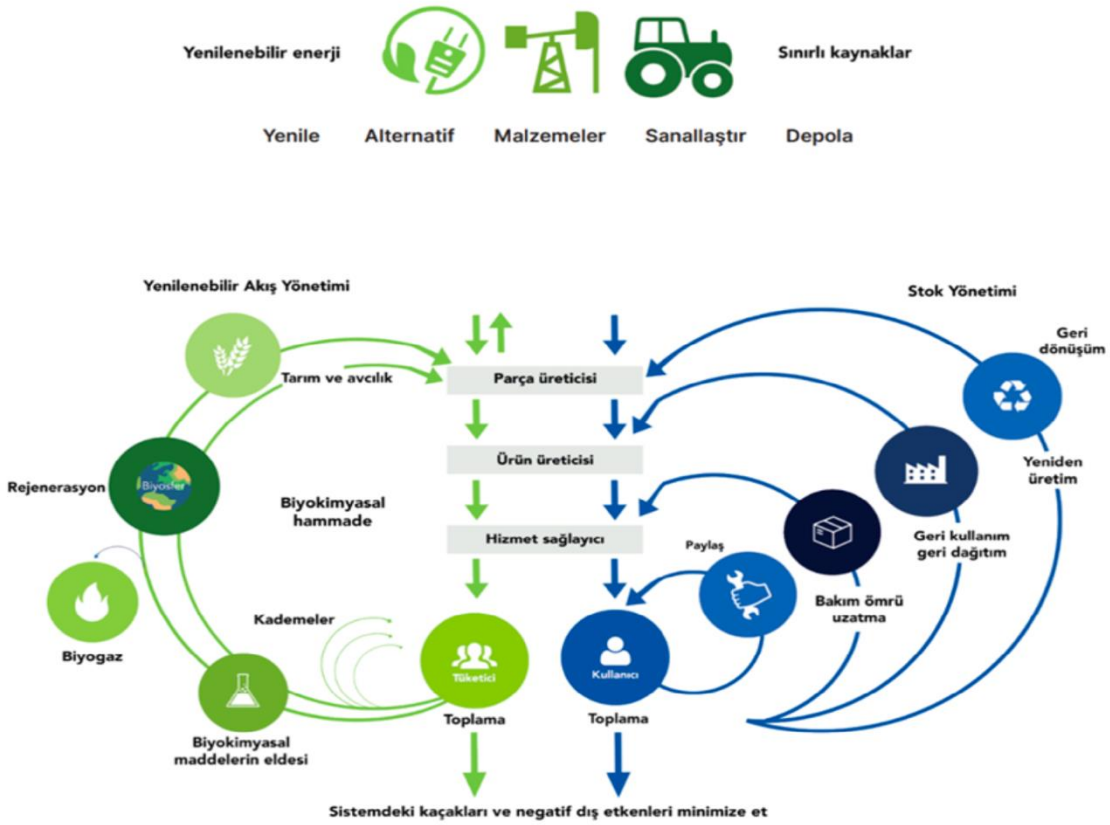 Yenilenebilir enerji
Sınırlı kaynaklar
Yenile Alternatif Malzemeler Sanallaştır Depola
Yenilenebilir Akış Yönetimi
Stok Yönetimi
Geri
dönüşüm
Tarım ve avcılık
Parça üreticisi
Ürün üreticisi
Yeniden
üretim
Rejenerasyon
Biyosfer
Biyokimyasal
hammade
Hizmet sağlayıcı
Paylaş
Geri kullanım
geri dağıtım
Bakım ömrü
uzatma
Kademeler
Biyogaz
Tüketici
Kullanıcı
Toplama
Toplama
Biyokimyasal
maddelerin eldesi
Sistemdeki kaçakları ve negatif dış etkenleri minimize et